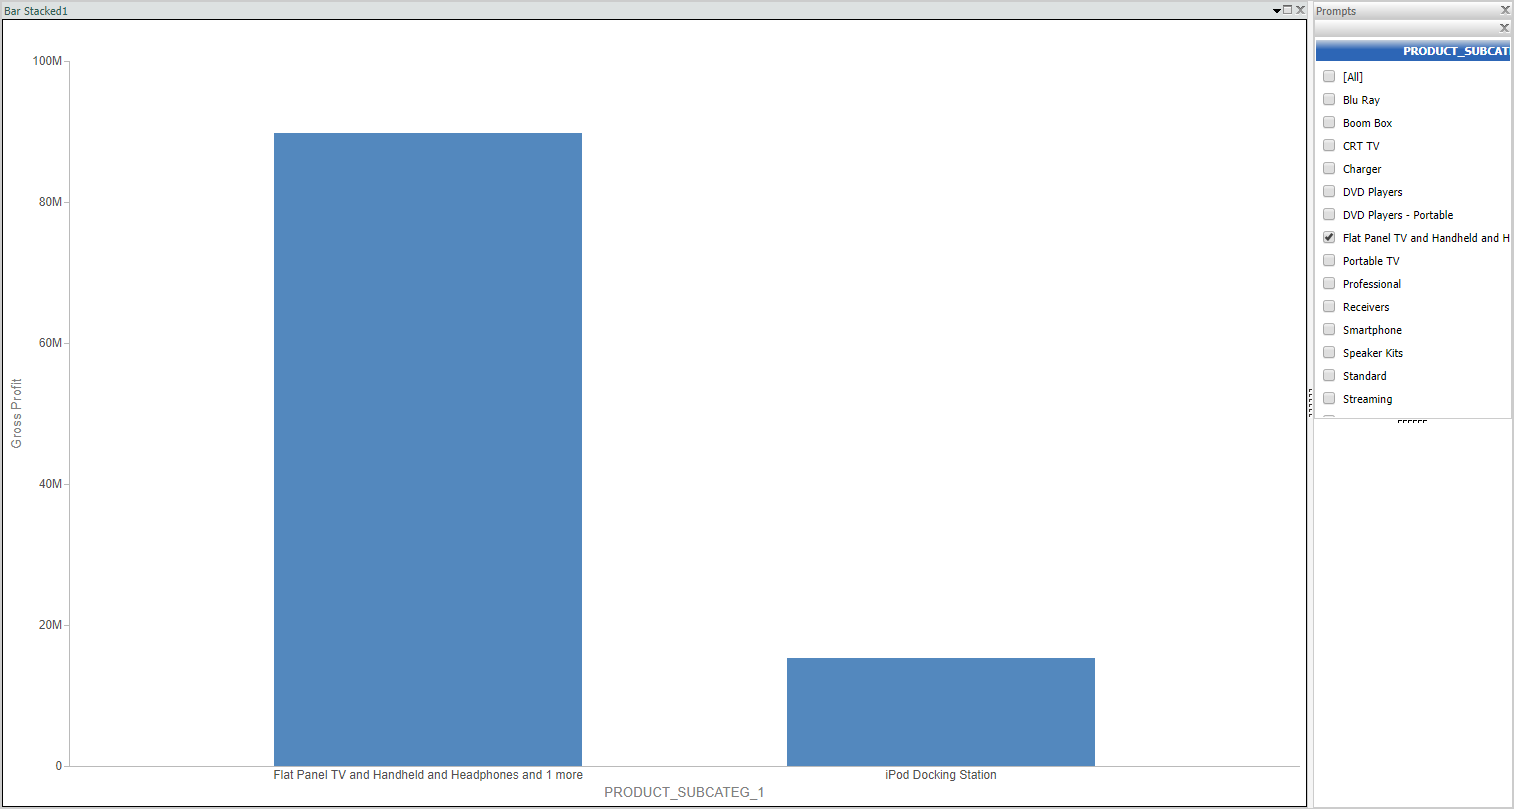 Bar Stacked1
100M
80M
60M
40M
20M
0
Gross Profit
Flat Panel TV and Handheld and Headphones and 1 more
iPod Docking Station
PRODUCT_SUBCATEG_1
Prompts
PRODUCT_SUBCAT
[All]
Blu Ray
Boom Box
CRT TV
Charger
DVD Players
DVD Players - Portable
Flat Panel TV and Handheld and H
Portable TV
Professional
Receivers
Smartphone
Speaker Kits
Standard
Streaming